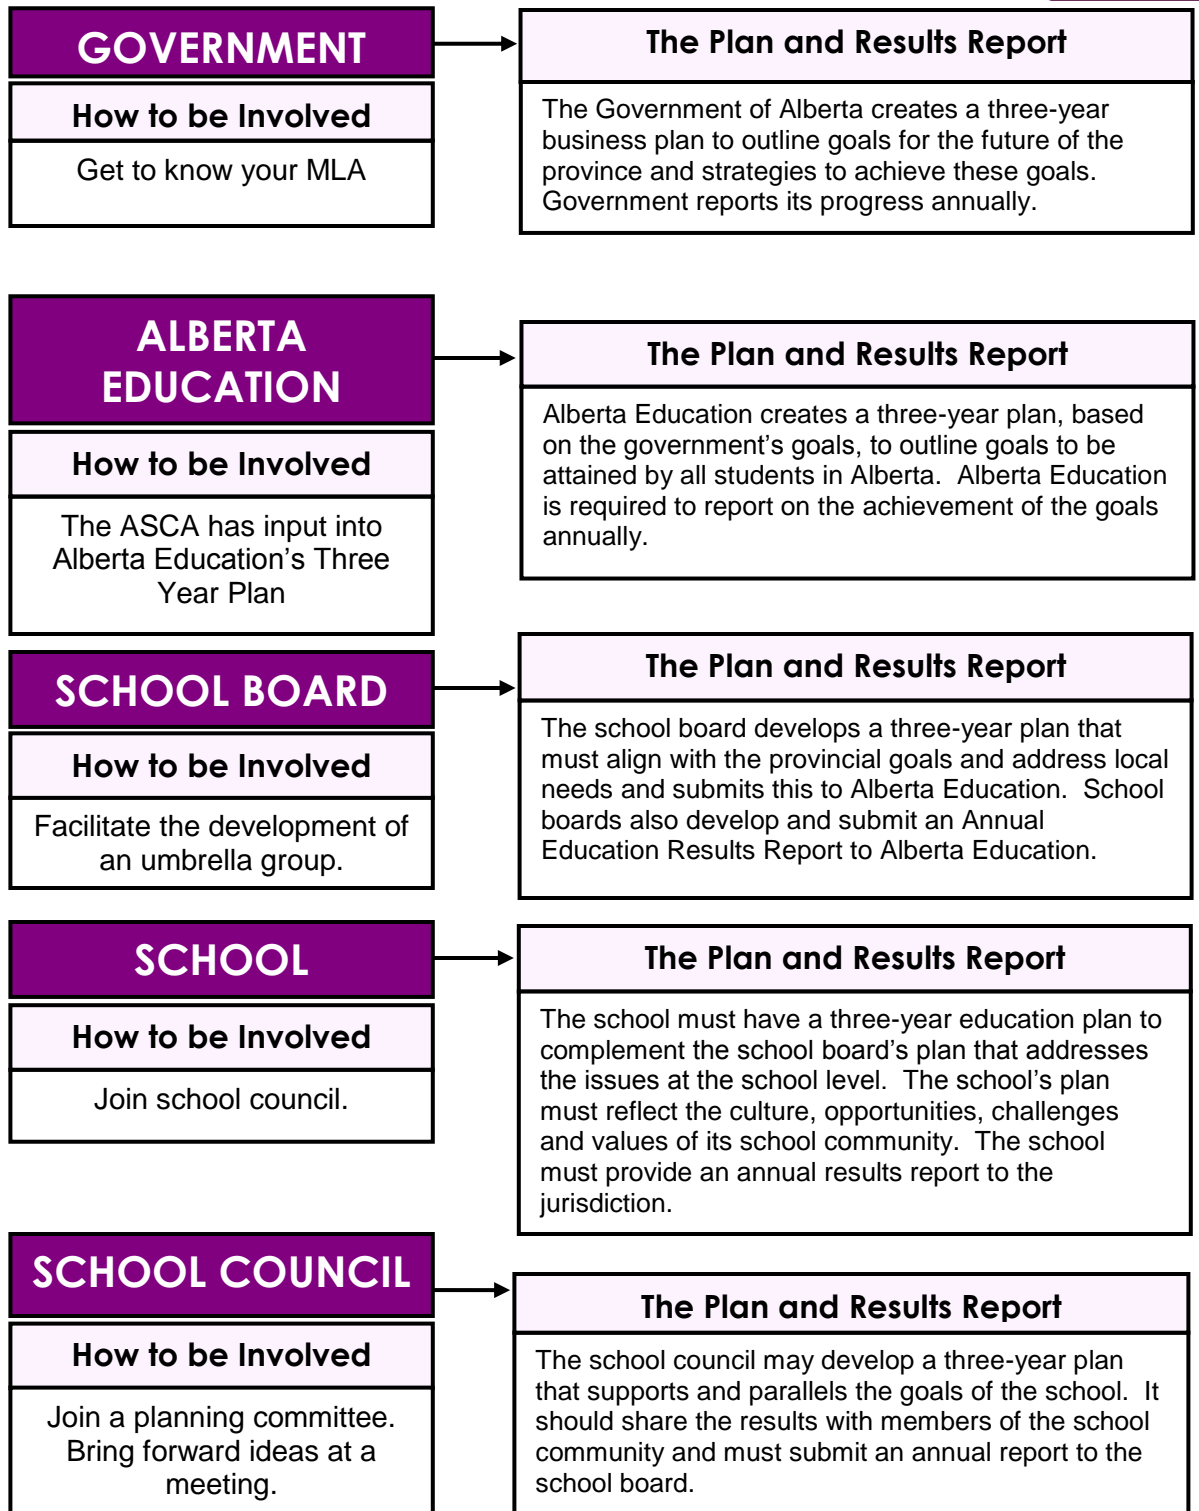 GOVERNMENT
How to be Involved
Get to know your MLA
The Plan and Results Report
The Government of Alberta creates a three-year
business plan to outline goals for the future of the
province and strategies to achieve these goals.
Government reports its progress annually.
ALBERTA
EDUCATION
How to be Involved
The ASCA has input into
Alberta Education's Three
Year Plan
The Plan and Results Report
Alberta Education creates a three-year plan, based
on the government's goals, to outline goals to be
attained by all students in Alberta.  Alberta Education
is required to report on the achievement of the goals
annually.
SCHOOL BOARD
How to be Involved
Facilitate the development of
an umbrella group.
The Plan and Results Report
The school board develops a three-year plan that
must align with the provincial goals and address local
needs and submits this to Alberta Education.  School
boards also develop and submit an Annual
Education Results Report to Alberta Education.
SCHOOL
How to be Involved
Join school council.
The Plan and Results Report
The school must have a three-year education plan to
complement the school board's plan that addresses
the issues at the school level.  The school's plan
must reflect the culture, opportunities, challenges
and values of its school community.  The school
must provide an annual results report to the
jurisdiction.
SCHOOL COUNCIL
How to be Involved
Join a planning committee.
Bring forward ideas at a
meeting.
The Plan and Results Report
The school council may develop a three-year plan
that supports and parallels the goals of the school.  It
should share the results with members of the school
community and must submit an annual report to the
school board.